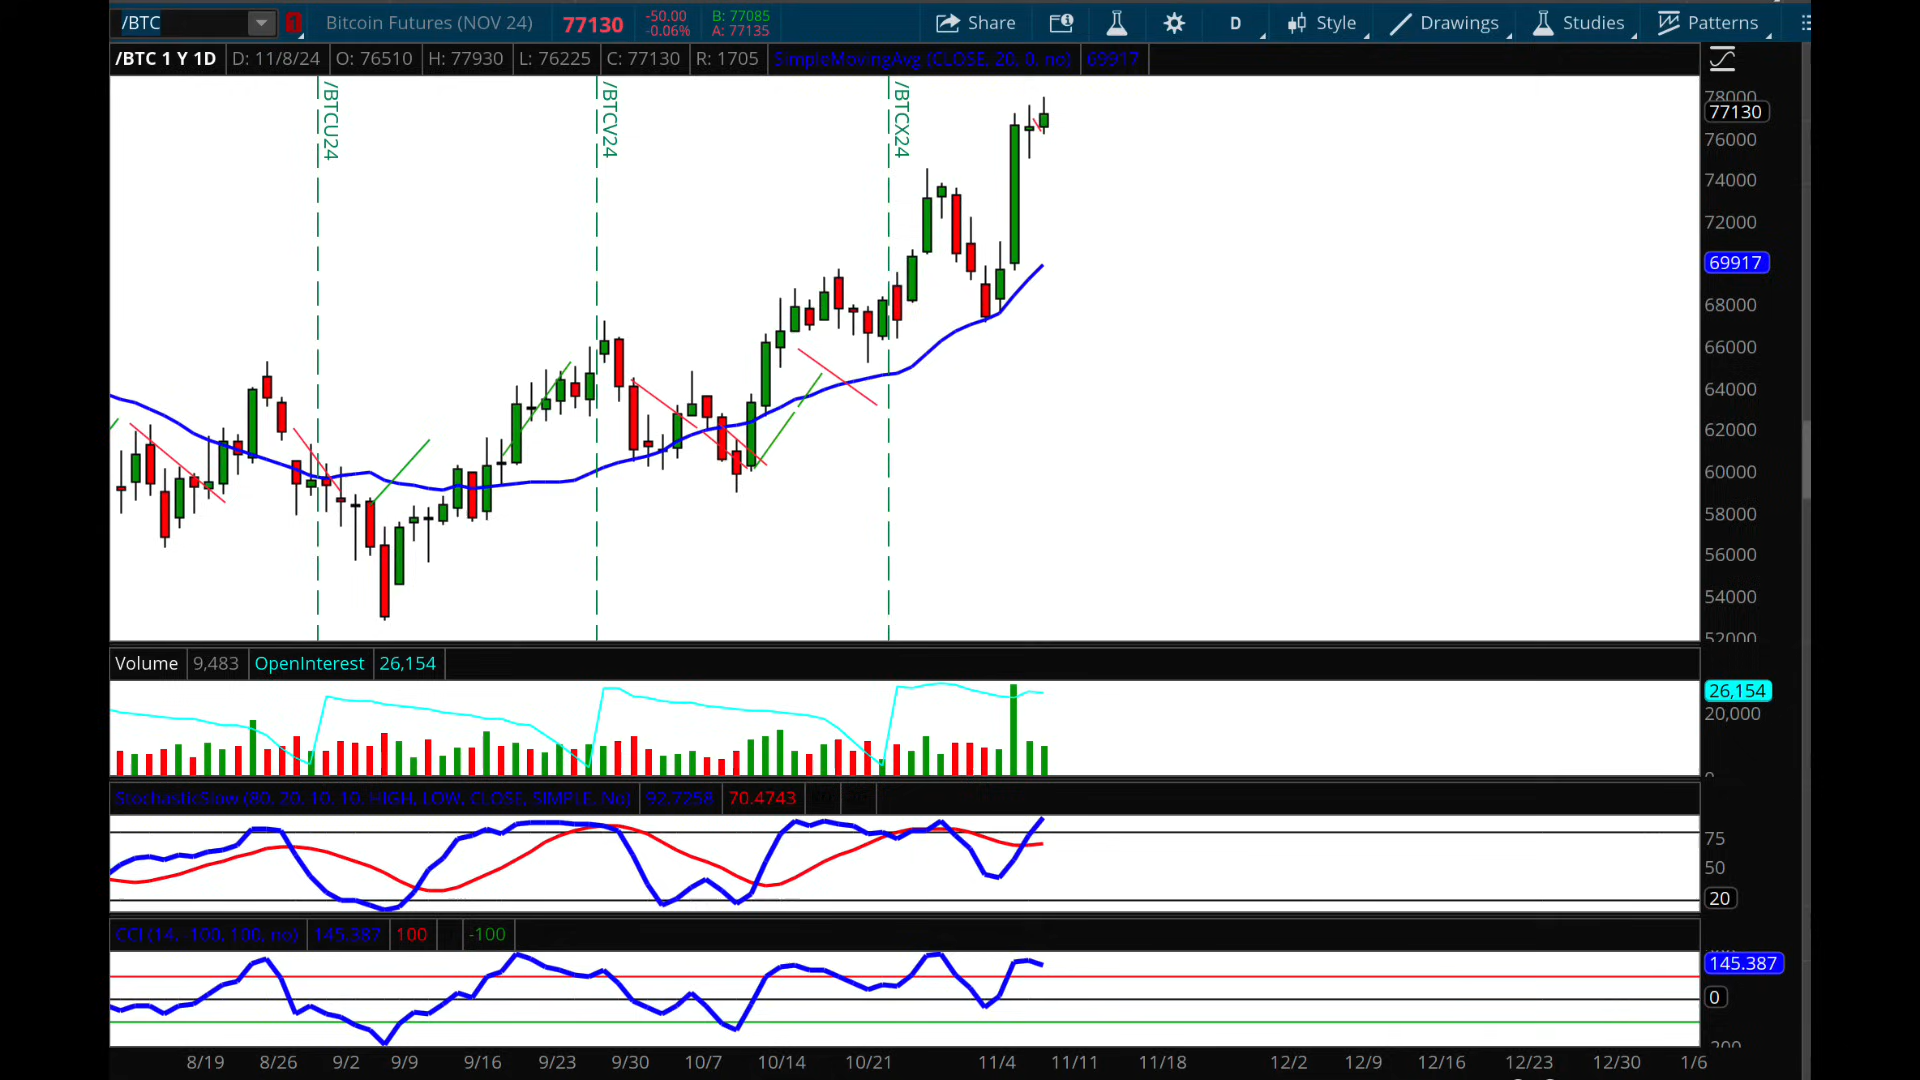 /BTC 1 Bitcoin Futures (NOV 24) 77130 -50.00 B: 77085 Share D Style Drawings Studies Patterns
-0.06% A: 77135
/BTC 1 Y 1D D: 11/8/24 O: 76510 H: 77930 L: 76225 C: 77130 R: 1705 SimpleMovingAvg (CLOSE, 20, 0, no) 69917
/BTCU24 /BTCV24 /BTCX24
78000
77130
76000
74000
72000
69917
68000
66000
64000
62000
60000
58000
56000
54000
52000
Volume 9,483 OpenInterest 26,154
26,154
20,000
0
StochasticSlow (80, 20, 10, 10, HIGH, LOW, CLOSE, SIMPLE, No) 92.7258 70.4743
75
50
20
CCI (14, -100, 100, no) 145.387 100 -100
145.387
0
8/19 8/26 9/2 9/9 9/16 9/23 9/30 10/7 10/14 10/21 11/4 11/11 11/18 12/2 12/9 12/16 12/23 12/30 1/6